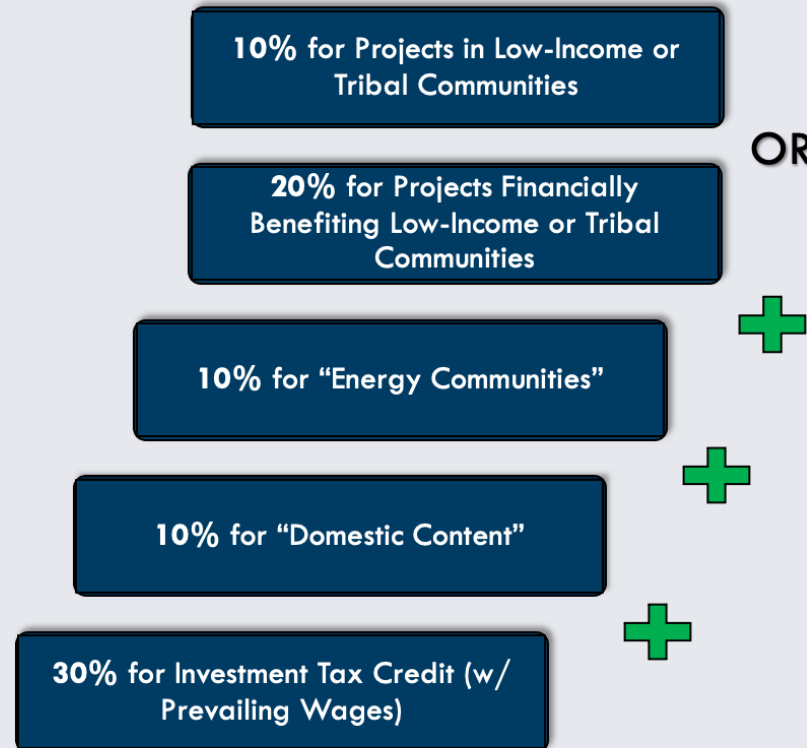 10% for Projects in Low-Income or
Tribal Communities
OR
20% for Projects Financially
Benefiting Low-Income or Tribal
Communities
10% for “Energy Communities”
10% for “Domestic Content”
30% for Investment Tax Credit (w/
Prevailing Wages)